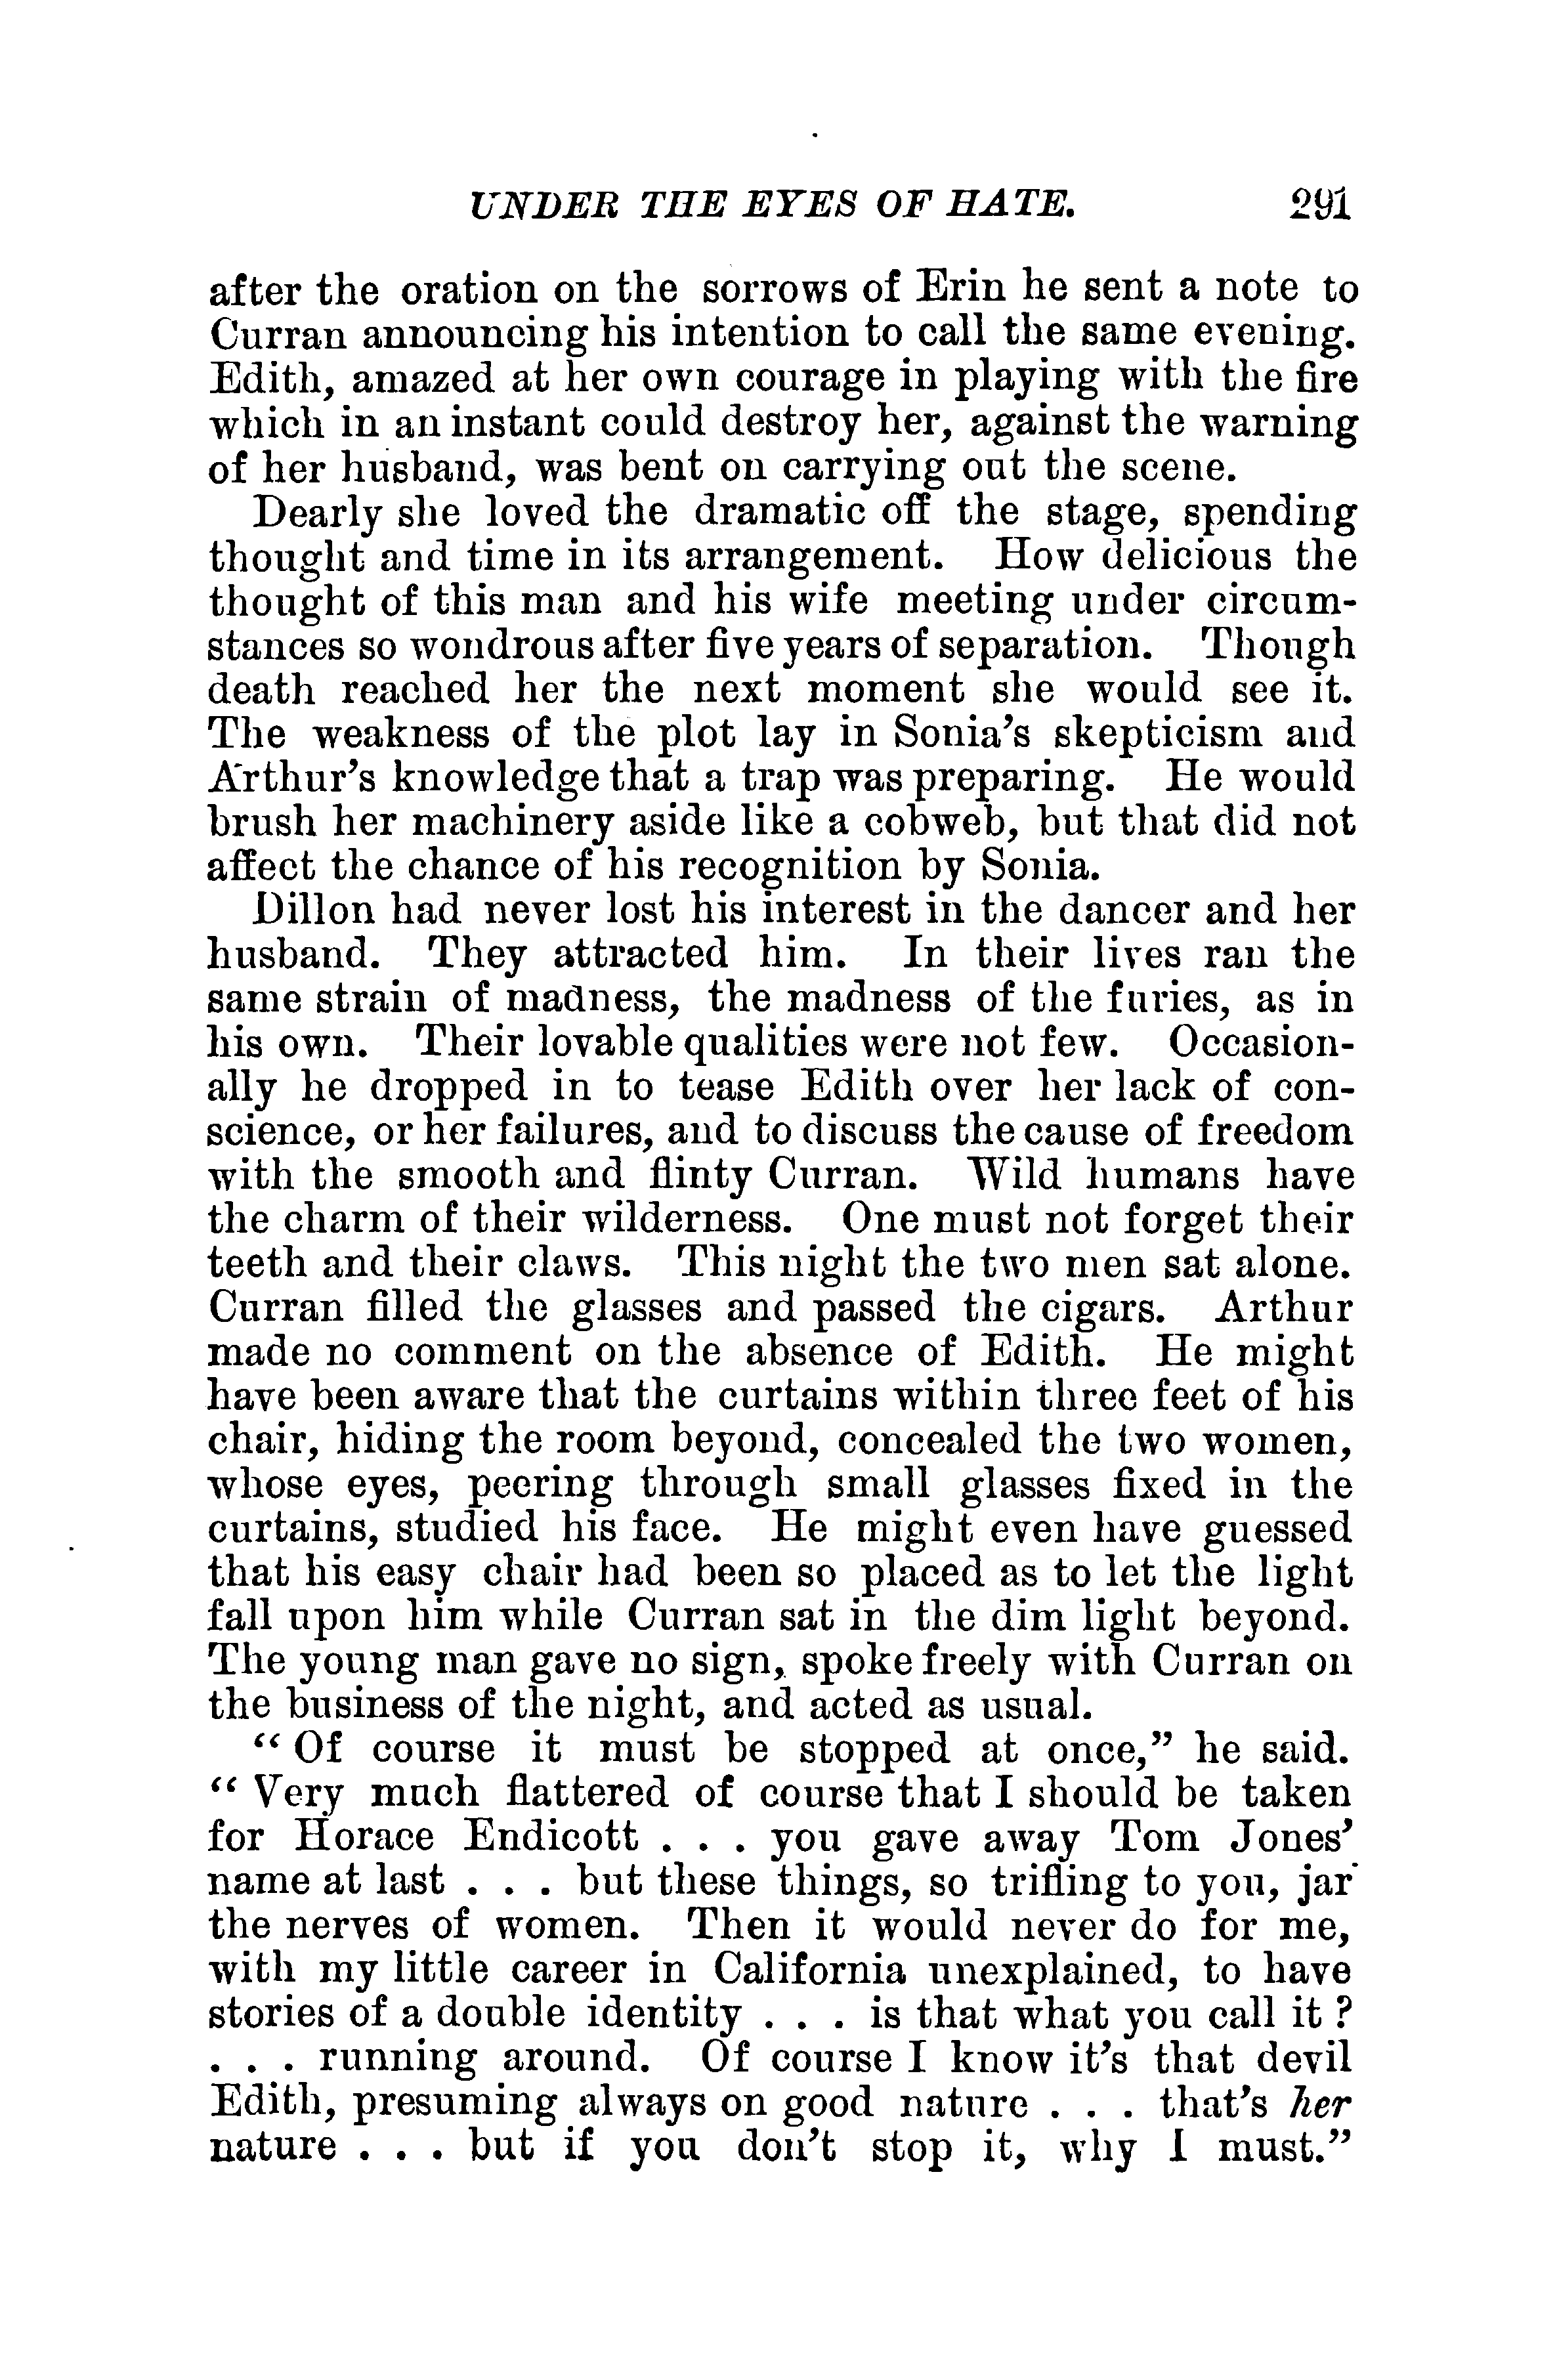 UNDER THE EYES OF HATE. 291
after the oration on the sorrows of Erin he sent a note to
Curran announcing his intention to call the same evening.
Edith, amazed at her own courage in playing with the fire
which in an instant could destroy her, against the warning
of her husband, was bent on carrying out the scene.
Dearly she loved the dramatic off the stage, spending
thought and time in its arrangement. How delicious the
thought of this man and his wife meeting under circum-
stances so wondrous after five years of separation. Though
death reached her the next moment she would see it.
The weakness of the plot lay in Sonia's skepticism and
Arthur's knowledge that a trap was preparing. He would
brush her machinery aside like a cobweb, but that did not
affect the chance of his recognition by Sonia.
Dillon had never lost his interest in the dancer and her
husband. They attracted him. In their lives ran the
same strain of madness, the madness of the furies, as in
his own. Their lovable qualities were not few. Occasion-
ally he dropped in to tease Edith over her lack of con-
science, or her failures, and to discuss the cause of freedom
with the smooth and flinty Curran. Wild humans have
the charm of their wilderness. One must not forget their
teeth and their claws. This night the two men sat alone.
Curran filled the glasses and passed the cigars. Arthur
made no comment on the absence of Edith. He might
have been aware that the curtains within three feet of his
chair, hiding the room beyond, concealed the two women,
whose eyes, peering through small glasses fixed in the
curtains, studied his face. He might even have guessed
that his easy chair had been so placed as to let the light
fall upon him while Curran sat in the dim light beyond.
The young man gave no sign, spoke freely with Curran on
the business of the night, and acted as usual.
“Of course it must be stopped at once,” he said.
“Very much flattered of course that I should be taken
for Horace Endicott . . . you gave away Tom Jones'
name at last . . . but these things, so trifling to you, jar
the nerves of women. Then it would never do for me,
with my little career in California unexplained, to have
stories of a double identity . . . is that what you call it?
. . . running around. Of course I know it's that devil
Edith, presuming always on good nature . . . that's her
nature . . . but if you don't stop it, why I must.”